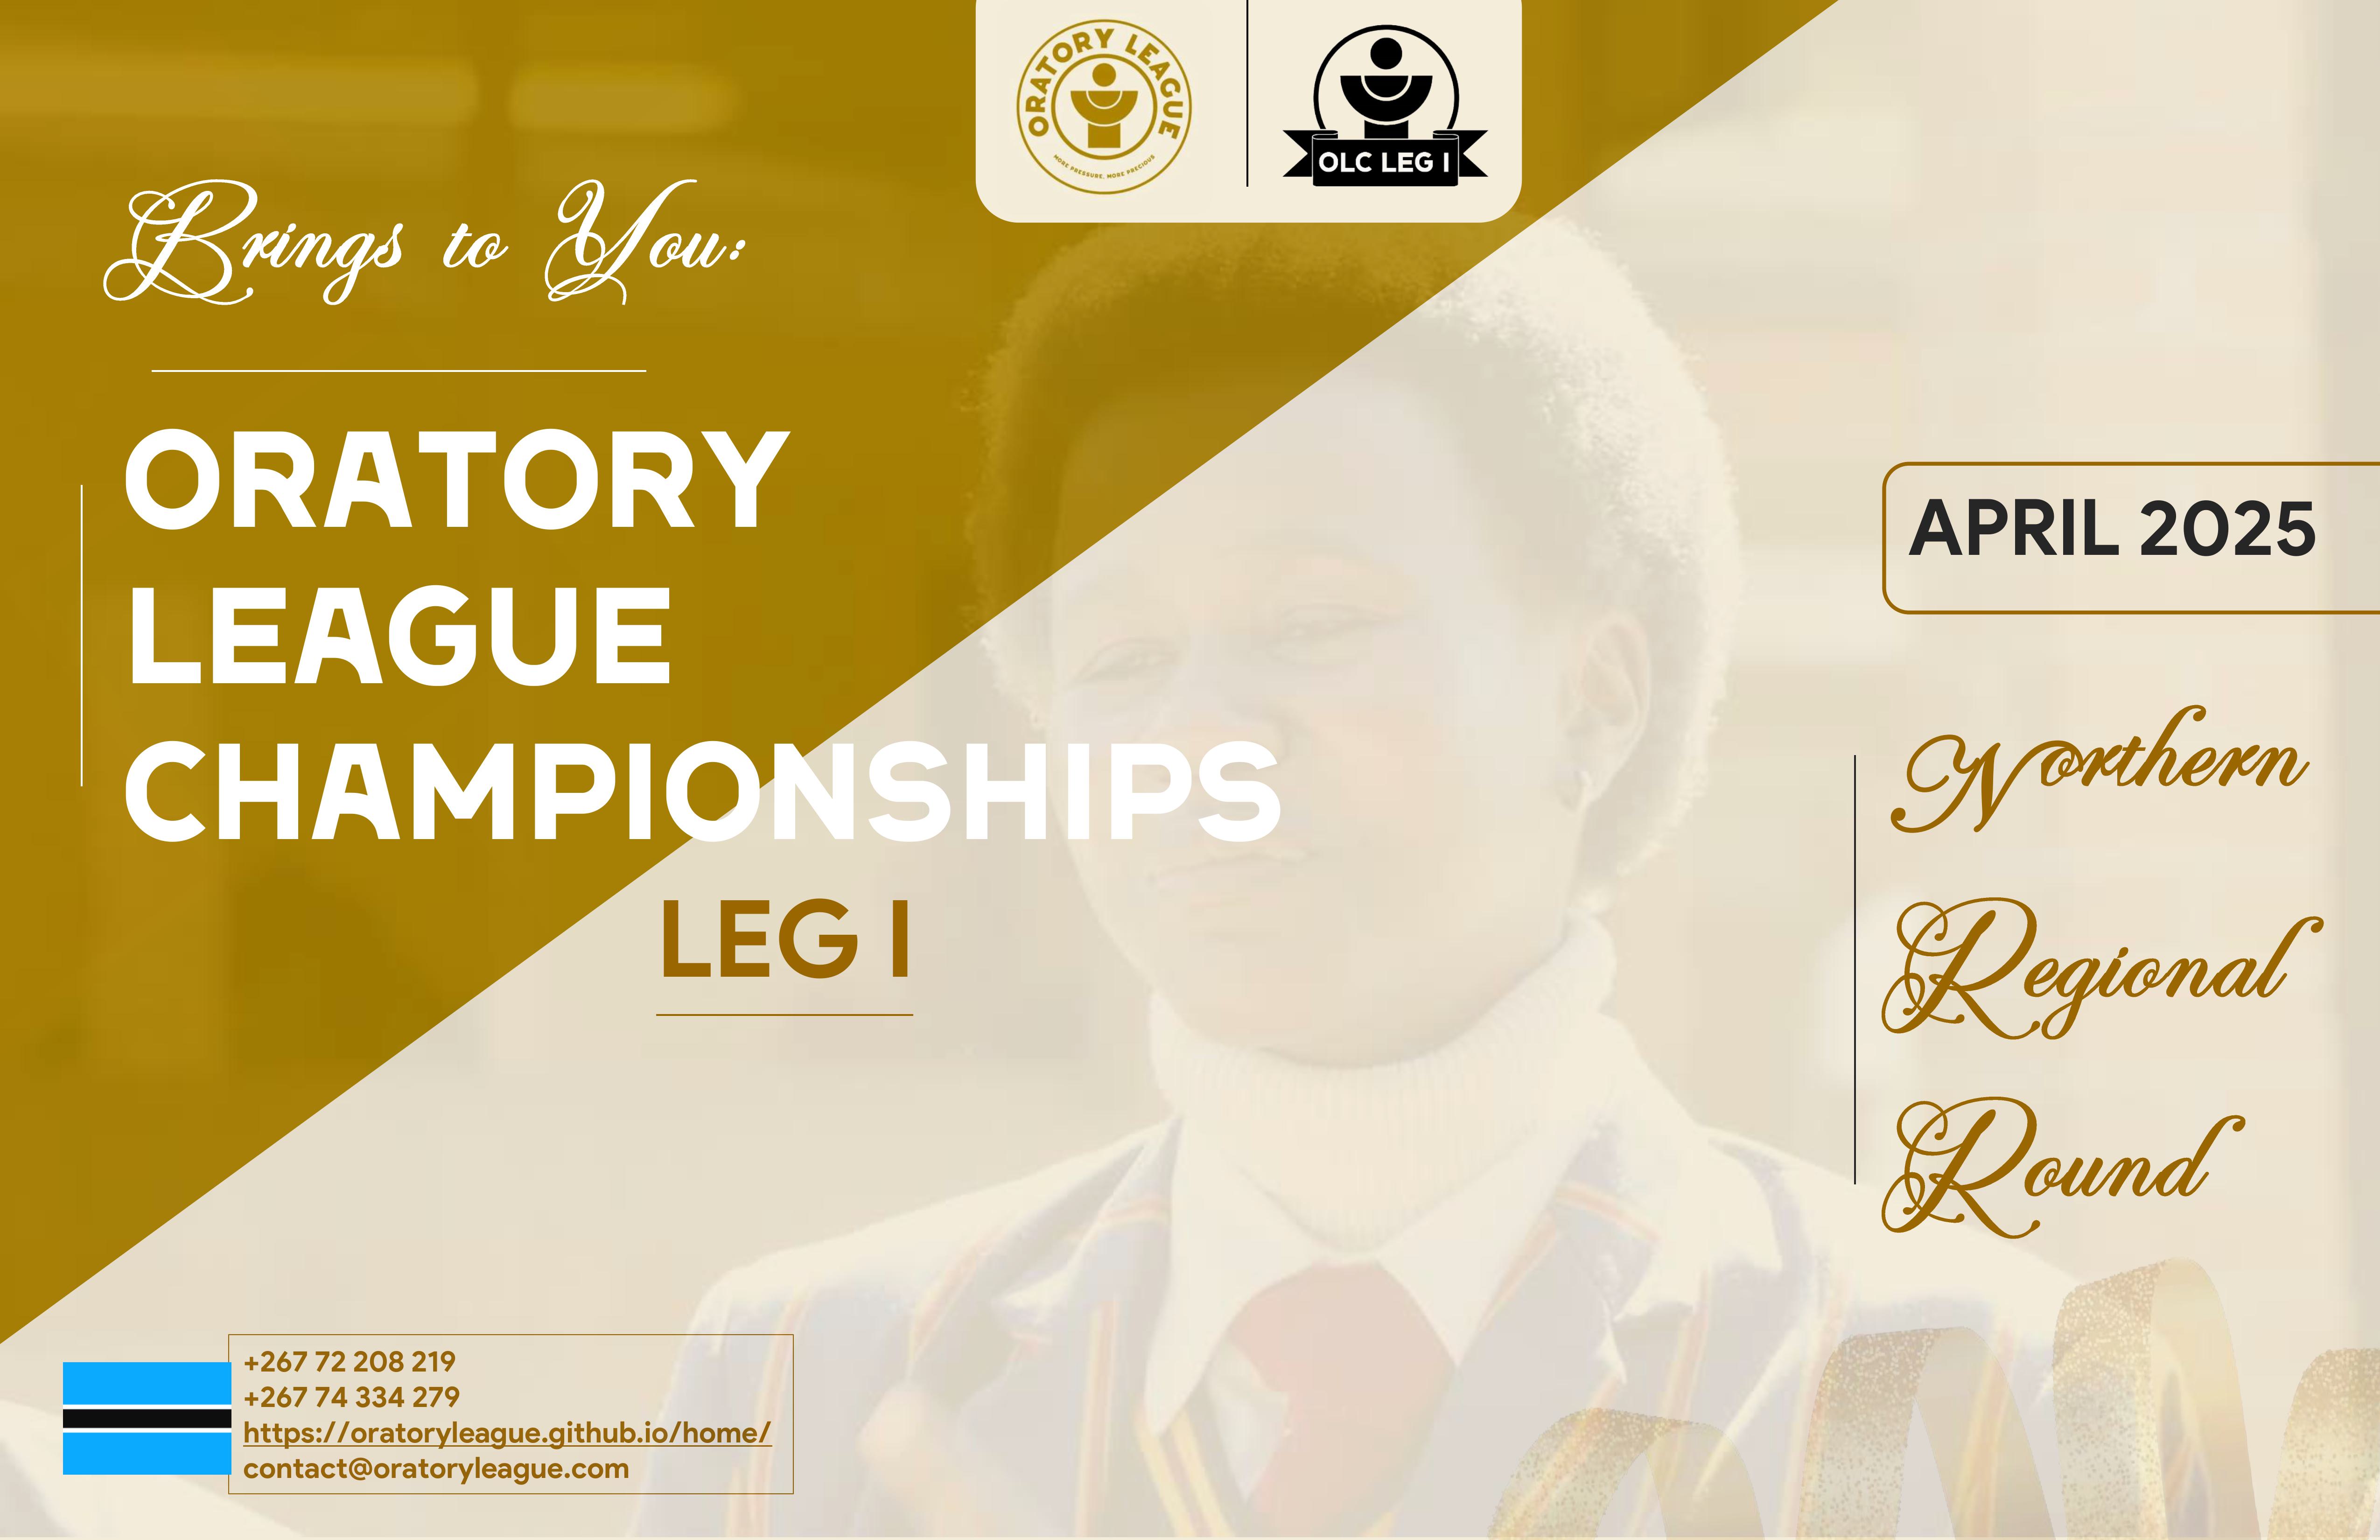 ORATORY LEAGUE
MORE PRESSURE. MORE PRECIOUS
OLC LEG I
Brings to You:
ORATORY
LEAGUE
CHAMPIONSHIPS
LEG I
APRIL 2025
Northern
Regional
Round
+267 72 208 219
+267 74 334 279
https://oratoryleague.github.io/home/
contact@oratoryleague.com